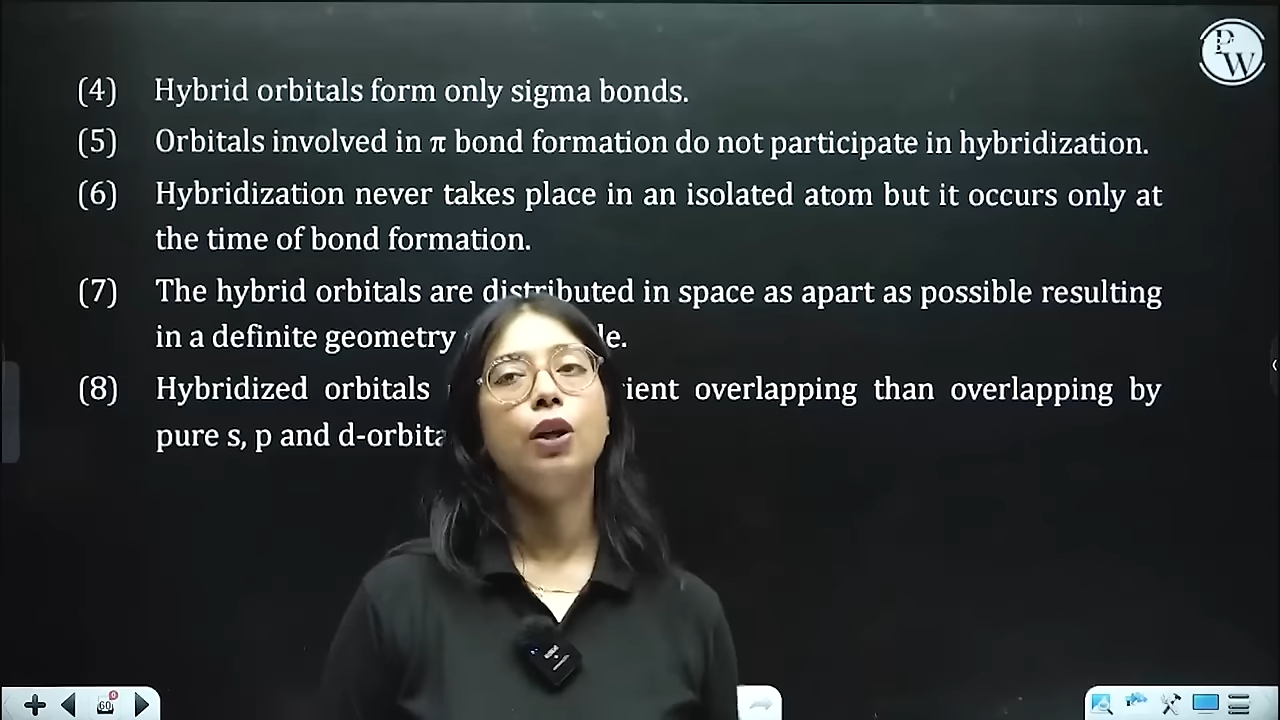 PW
(4) Hybrid orbitals form only sigma bonds.
(5) Orbitals involved in π bond formation do not participate in hybridization.
(6) Hybridization never takes place in an isolated atom but it occurs only at
the time of bond formation.
(7) The hybrid orbitals are distributed in space as apart as possible resulting
in a definite geometry
(8) Hybridized orbitals overlapping than overlapping by
pure s, p and d-orbita
60